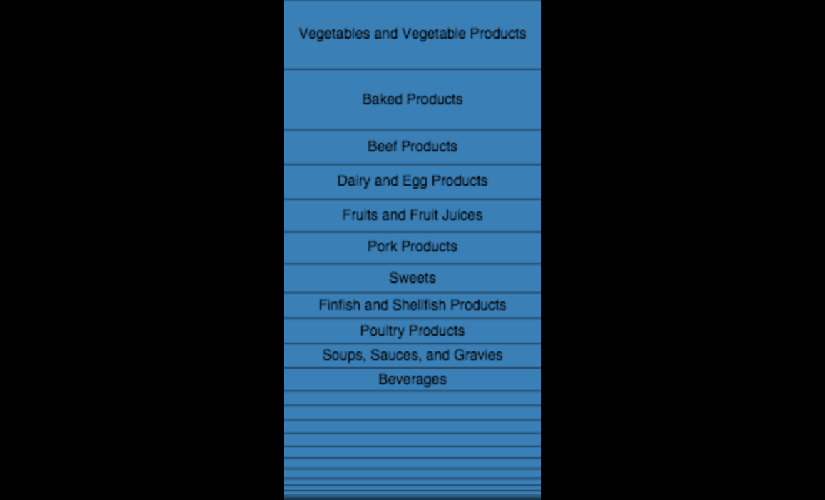 Vegetables and Vegetable Products
Baked Products
Beef Products
Dairy and Egg Products
Fruits and Fruit Juices
Pork Products
Sweets
Finfish and Shellfish Products
Poultry Products
Soups, Sauces, and Gravies
Beverages